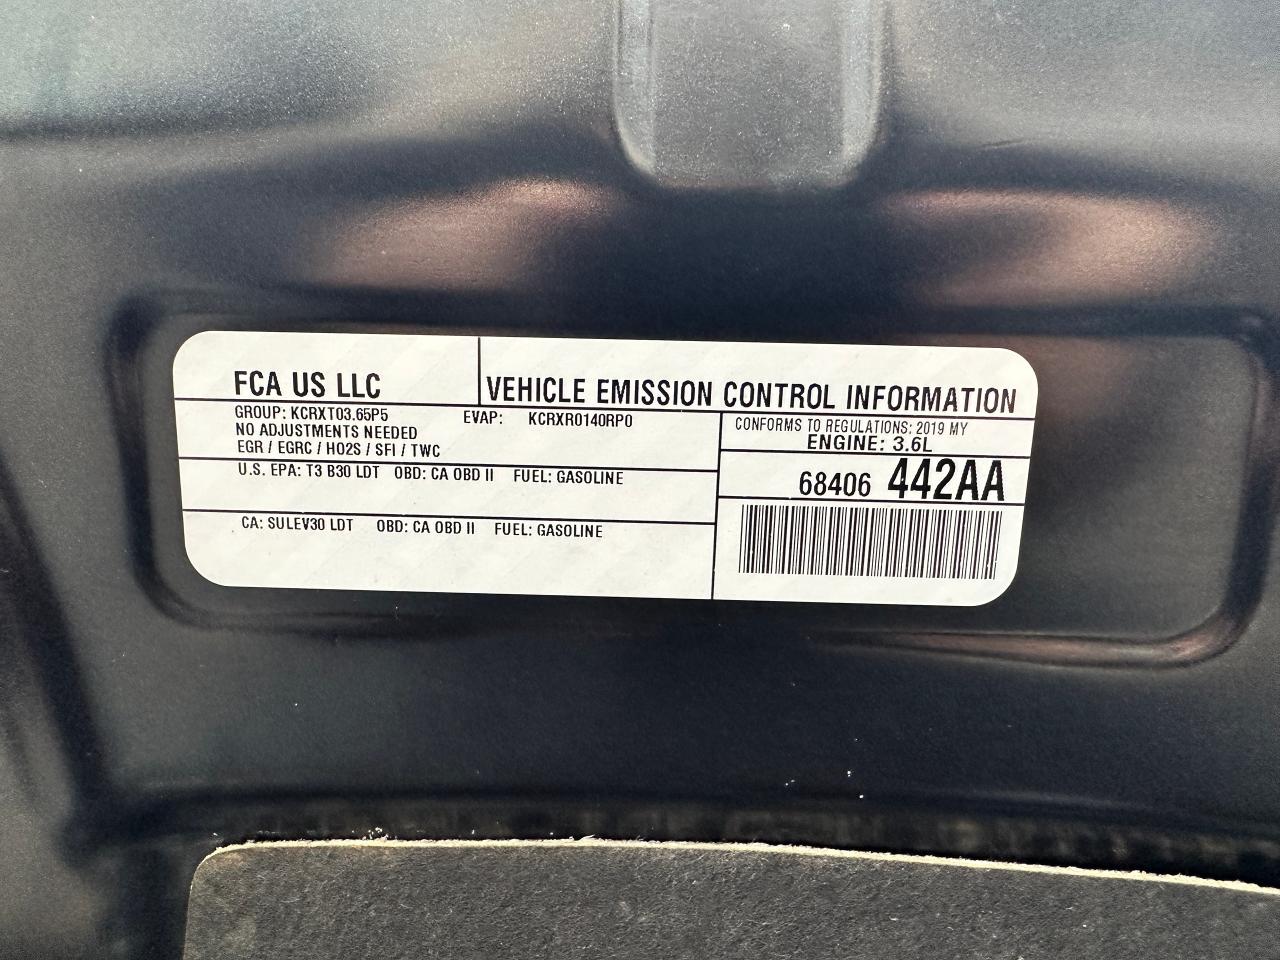 FCA US LLC
VEHICLE EMISSION CONTROL INFORMATION
GROUP: KCRXT03.65P5 EVAP: KCRXR0140RP0
NO ADJUSTMENTS NEEDED
EGR / EGRC / HO2S / SFI / TWC
CONFORMS TO REGULATIONS: 2019 MY
ENGINE: 3.6L
U.S. EPA: T3 B30 LDT OBD: CA OBD II FUEL: GASOLINE
68406 442AA
CA: SULEV30 LDT OBD: CA OBD II FUEL: GASOLINE